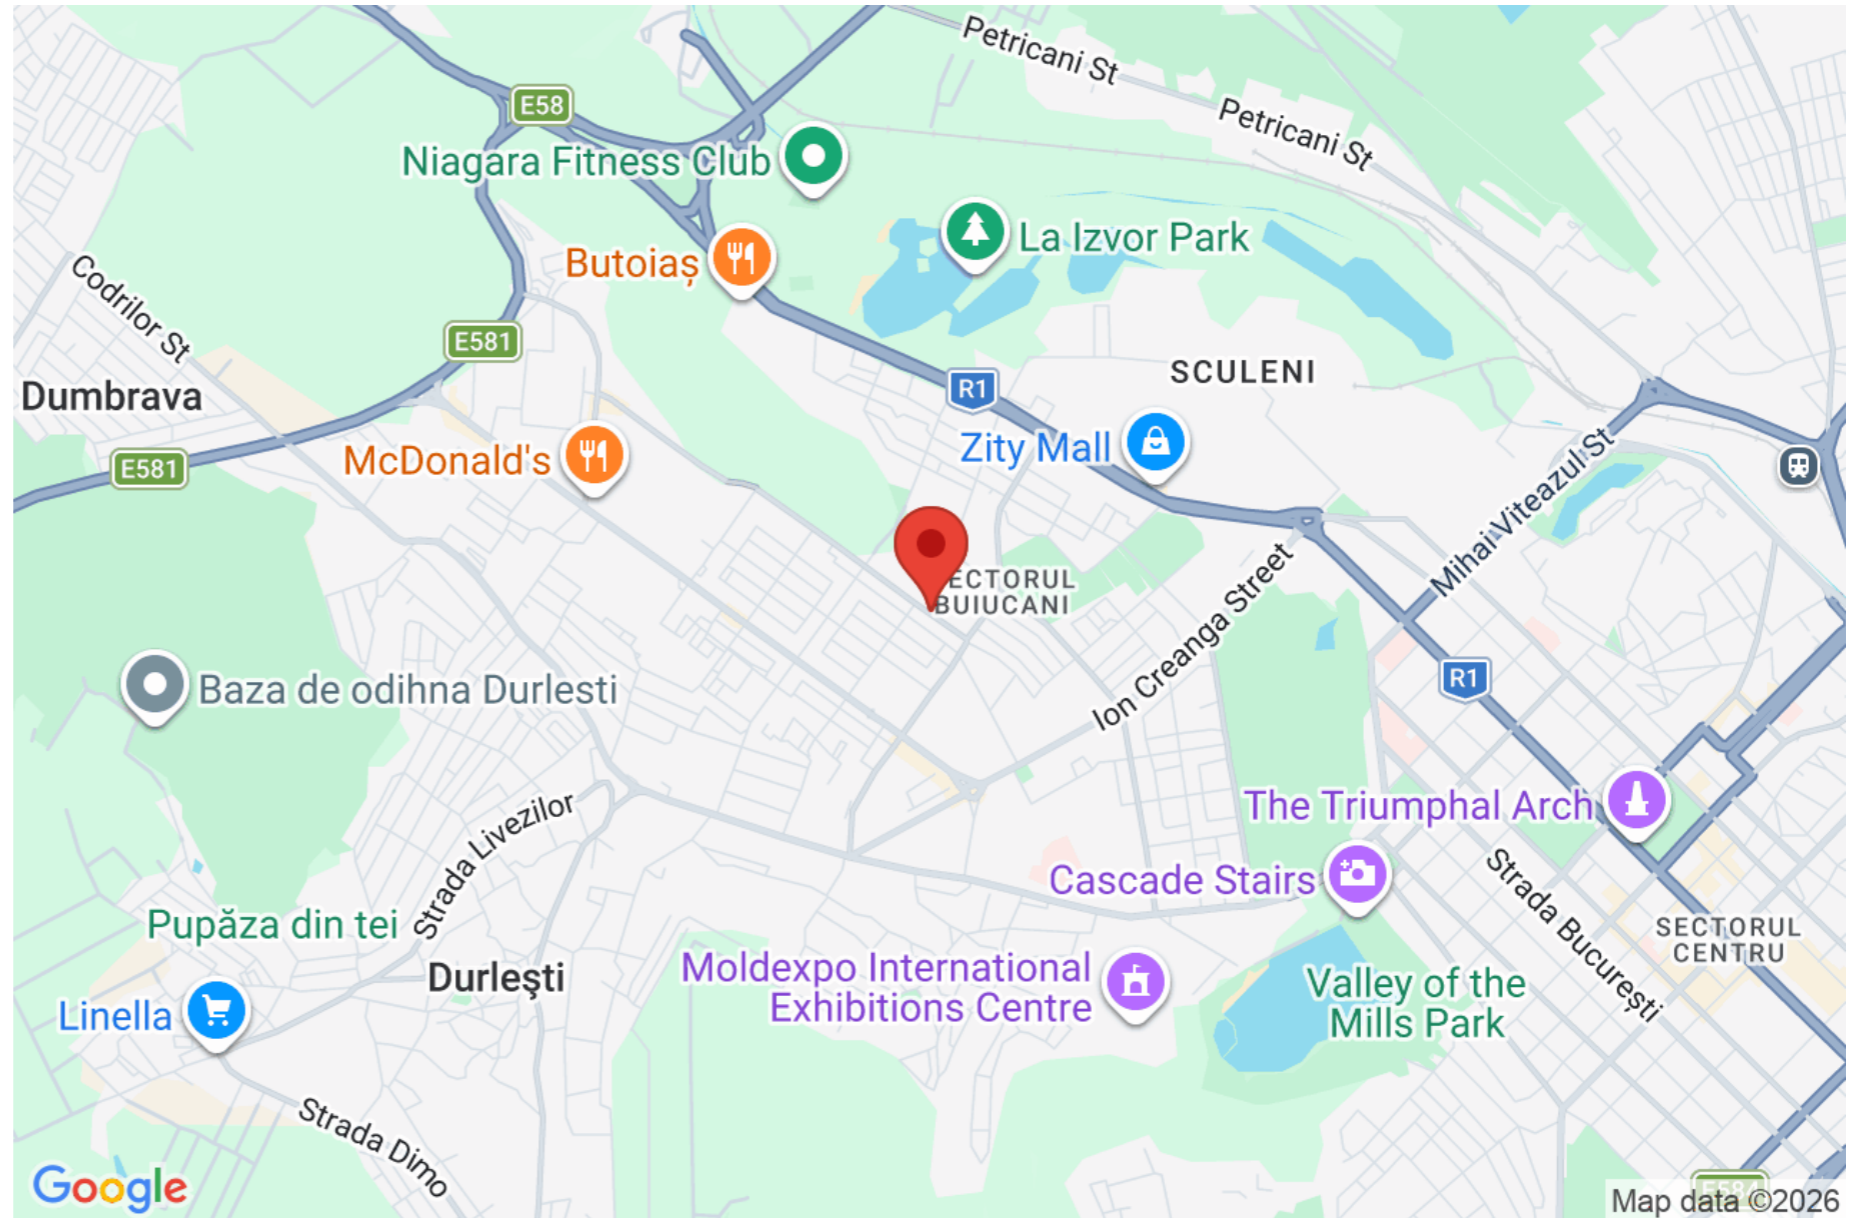 Petricani St
Petricani St
E58
Niagara Fitness Club
La Izvor Park
Butoiaș
Codrilor St
E581
SCULENI
R1
Dumbrava
Zity Mall
McDonald's
E581
Mihai Viteazul St
ECTORUL
BUIUCANI
Ion Creanga Street
R1
Baza de odihna Durlesti
The Triumphal Arch
Strada Livezilor
Cascade Stairs
Strada București
Pupăza din tei
SECTORUL
CENTRU
Durleşti
Moldexpo International
Exhibitions Centre
Valley of the
Mills Park
Linella
Strada Dimo
Google
E584
Map data ©2026